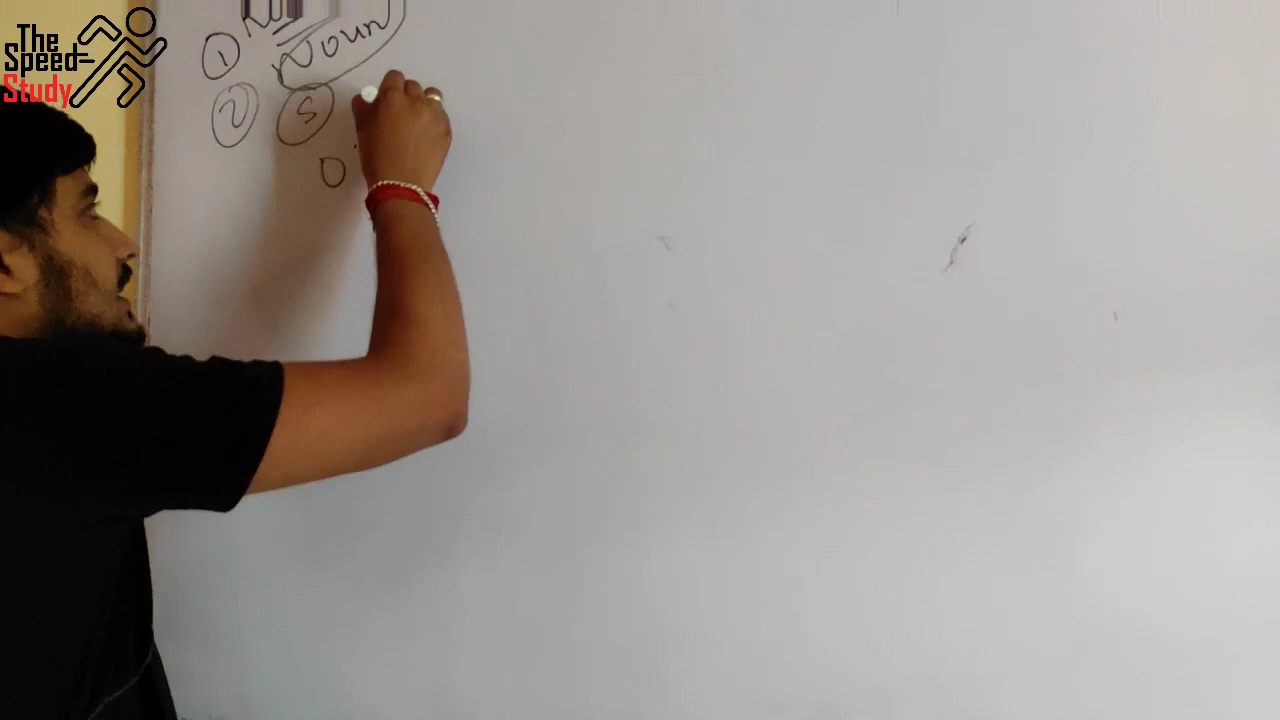 The
Speed
Study
① Noun
② S
O